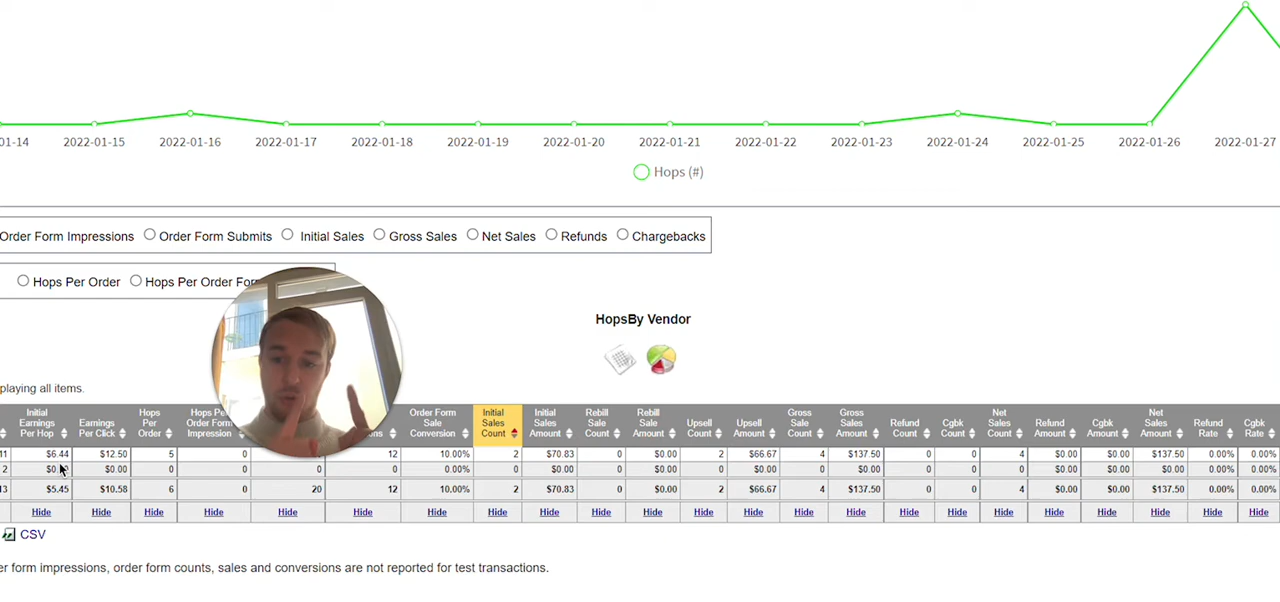 01-14 2022-01-15 2022-01-16 2022-01-17 2022-01-18 2022-01-19 2022-01-20 2022-01-21 2022-01-22 2022-01-23 2022-01-24 2022-01-25 2022-01-26 2022-01-27
Hops (#)
Order Form Impressions Order Form Submits Initial Sales Gross Sales Net Sales Refunds Chargebacks
Hops Per Order Hops Per Order For
HopsBy Vendor
playing all items.
Initial Earnings Per Hop Earnings Per Click Hops Per Order Hops Per Order Form Impression Order Form Sale Conversion Initial Sales Count Initial Sales Amount Rebill Sale Count Rebill Sale Amount Upsell Count Upsell Amount Gross Sale Count Gross Sales Amount Refund Count Cgbk Count Net Sales Count Refund Amount Cgbk Amount Net Sales Amount Refund Rate Cgbk Rate
11 $6.44 $12.50 5 0 12 10.00% 2 $70.83 0 $0.00 2 $66.67 4 $137.50 0 0 4 $0.00 $0.00 $137.50 0.00% 0.00%
2 $0.00 0 0 0 0 0.00% 0 $0.00 0 $0.00 0 $0.00 0 $0.00 0 0 0 $0.00 $0.00 $0.00 0.00% 0.00%
13 $5.45 $10.58 6 0 20 12 10.00% 2 $70.83 0 $0.00 2 $66.67 4 $137.50 0 0 4 $0.00 $0.00 $137.50 0.00% 0.00%
Hide Hide Hide Hide Hide Hide Hide Hide Hide Hide Hide Hide Hide Hide Hide Hide Hide Hide Hide Hide Hide Hide Hide
CSV
er form impressions, order form counts, sales and conversions are not reported for test transactions.